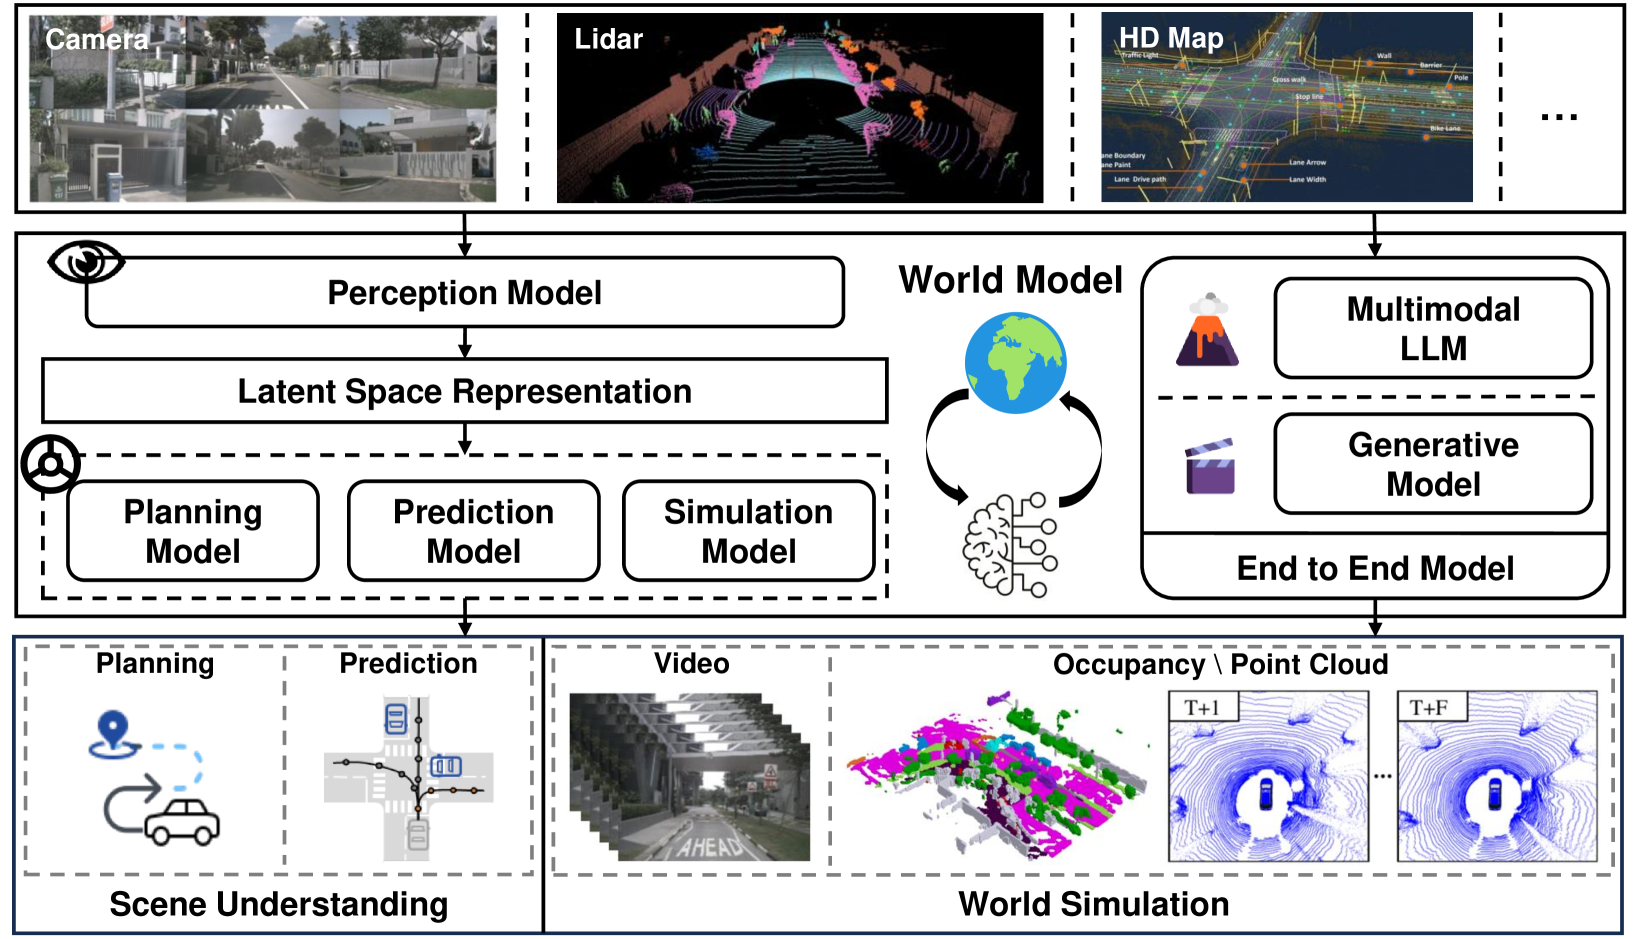 Camera
Lidar
HD Map
Traffic Light
Wall
Barrier
Pole
Cross walk
Stop line
Bike Lane
ane Boundary
ane Paint
Lane Drive path
Lane Arrow
Lane Width
...
Perception Model
Latent Space Representation
Planning
Model
Prediction
Model
Simulation
Model
World Model
Multimodal
LLM
Generative
Model
End to End Model
Planning
Prediction
Scene Understanding
Video
AHEAD
Occupancy \ Point Cloud
T+1
...
T+F
World Simulation